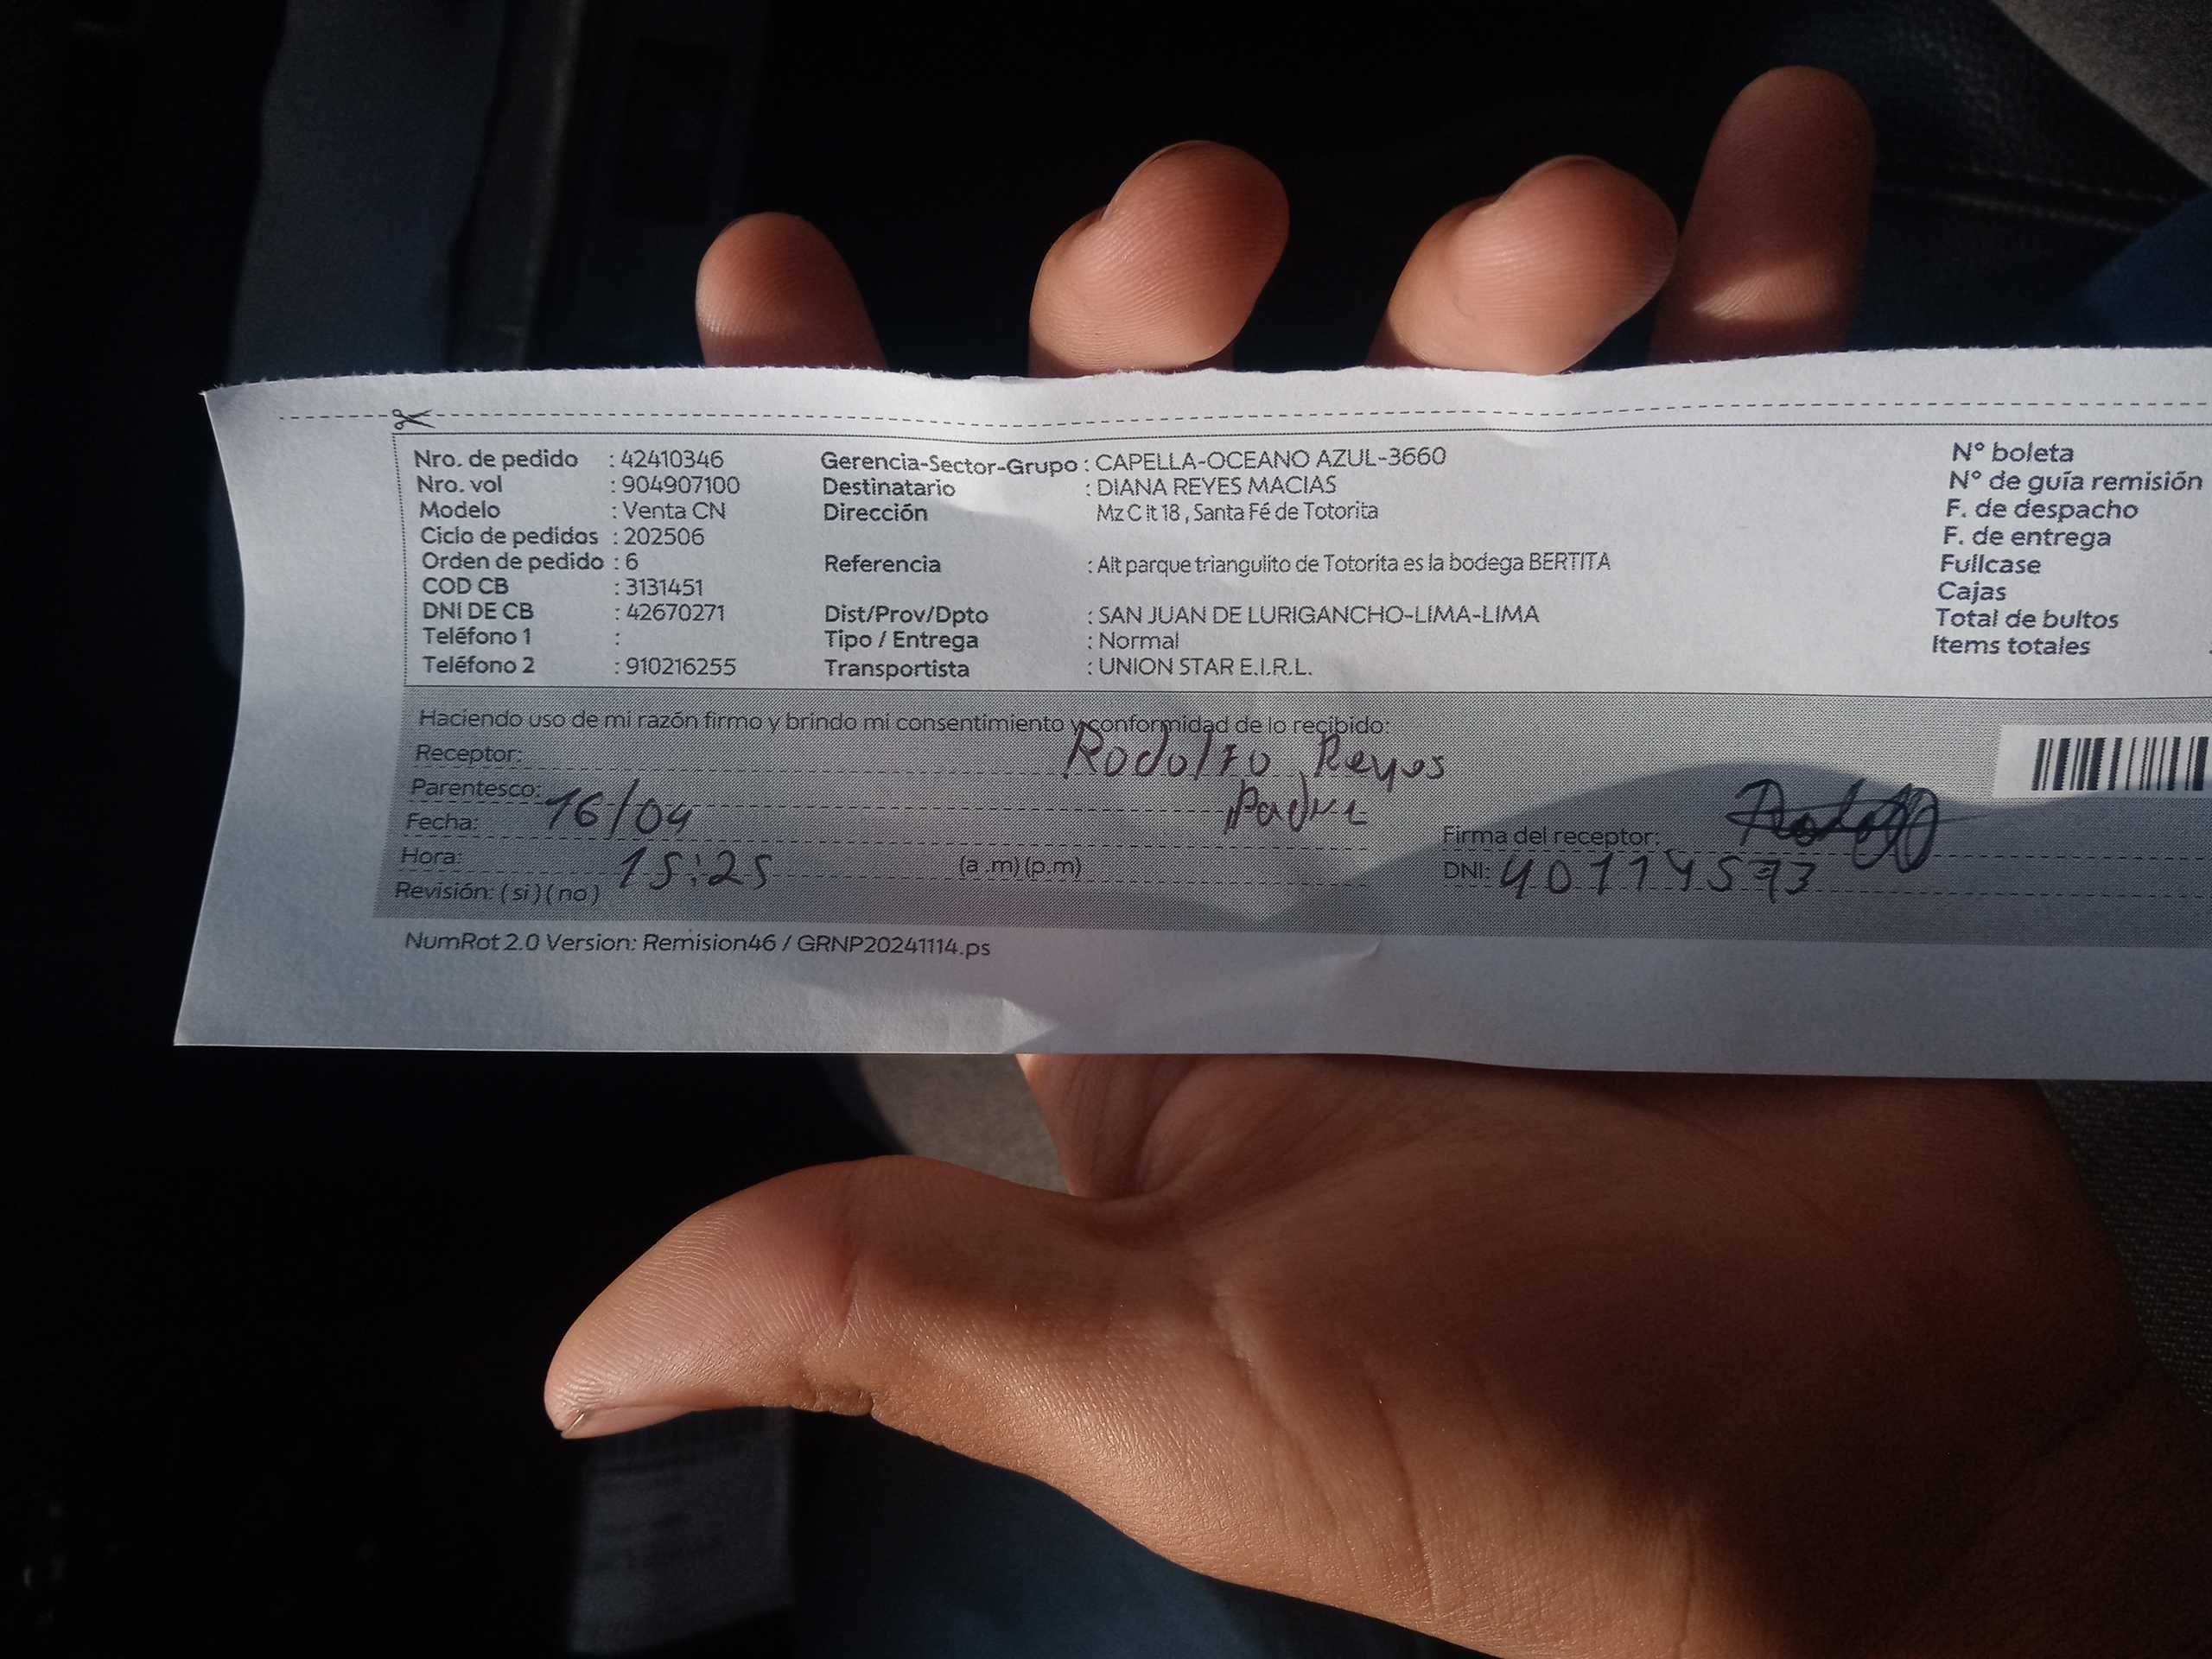 Nro. de pedido : 42410346 Gerencia-Sector-Grupo : CAPELLA-OCEANO AZUL-3660 N° boleta
Nro. vol : 904907100 Destinatario : DIANA REYES MACIAS N° de guía remisión
Modelo : Venta CN Dirección Mz C lt 18 , Santa Fé de Totorita F. de despacho
Ciclo de pedidos : 202506 F. de entrega
Orden de pedido : 6 Referencia : Alt parque triangulito de Totorita es la bodega BERTITA Fullcase
COD CB : 3131451 Cajas
DNI DE CB : 42670271 Dist/Prov/Dpto : SAN JUAN DE LURIGANCHO-LIMA-LIMA Total de bultos
Teléfono 1 : Tipo / Entrega : Normal Items totales
Teléfono 2 : 910216255 Transportista : UNION STAR E.I.R.L.
Haciendo uso de mi razón firmo y brindo mi consentimiento y conformidad de lo recibido:
Receptor: Rodolfo Reyes
Parentesco: Padre
Fecha: 16/04 Firma del receptor:
Hora: 15:25 (a .m) (p.m) DNI:
Revisión: ( si ) ( no )
NumRot 2.0 Version: Remision46 / GRNP20241114.ps